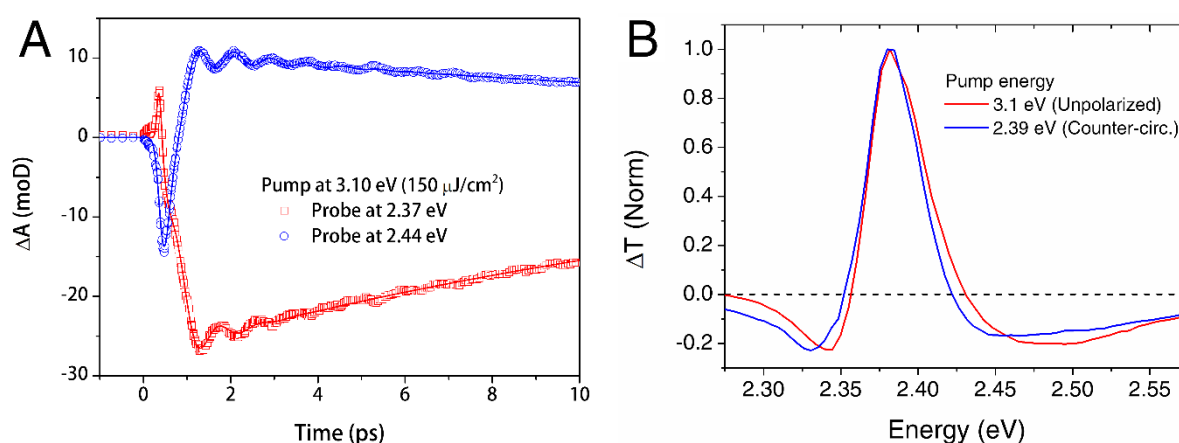 A
10
0
-10
-20
-30
ΔA (moD)
Pump at 3.10 eV (150 μJ/cm²)
Probe at 2.37 eV
Probe at 2.44 eV
0 2 4 6 8 10
Time (ps)
B
1.0
0.8
0.6
0.4
0.2
0.0
-0.2
ΔT (Norm)
Pump energy
3.1 eV (Unpolarized)
2.39 eV (Counter-circ.)
2.30 2.35 2.40 2.45 2.50 2.55
Energy (eV)